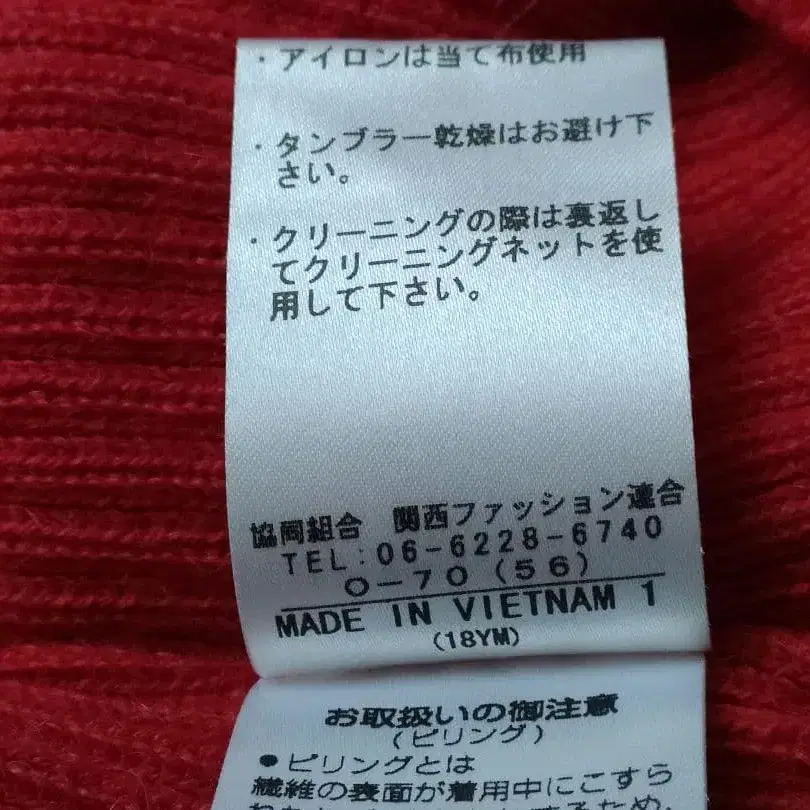 ・アイロンは当て布使用
・タンブラー乾燥はお避け下
さい。
・クリーニングの際は裏返し
てクリーニングネットを使
用して下さい。
協同組合 関西ファッション連合
TEL:06-6228-6740
O-70(56)
MADE IN VIETNAM 1
(18YM)
お取扱いの御注意
(ピリング)
●ピリングとは
繊維の表面が着用中にこすら